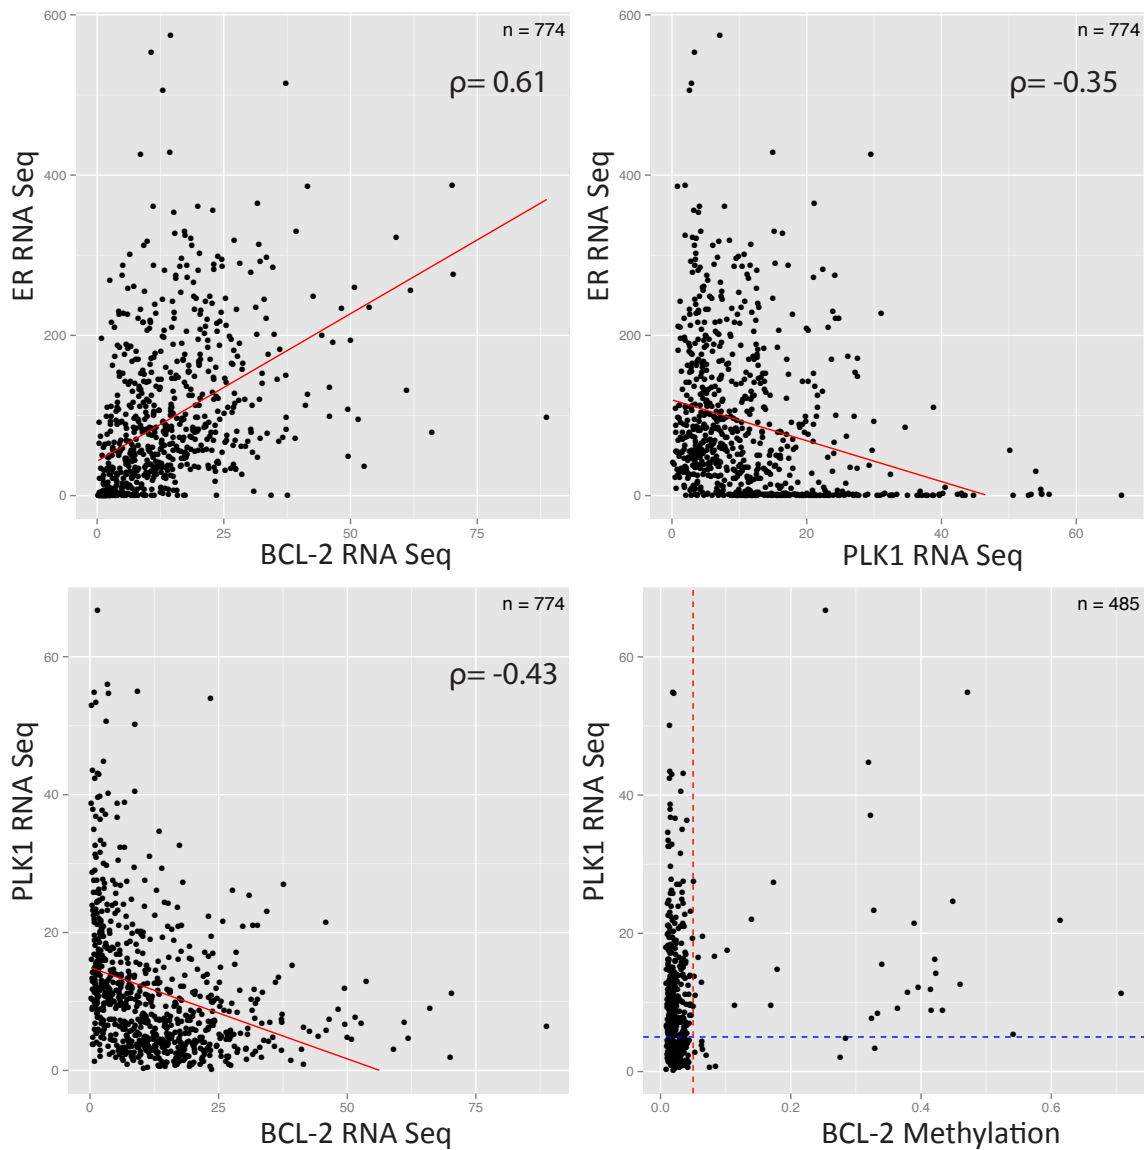 n = 774
ρ= 0.61
600
400
200
0
ER RNA Seq
0
25
50
75
BCL-2 RNA Seq
n = 774
ρ= -0.35
600
400
200
0
ER RNA Seq
0
20
40
60
PLK1 RNA Seq
n = 774
ρ= -0.43
60
40
20
0
PLK1 RNA Seq
0
25
50
75
BCL-2 RNA Seq
n = 485
60
40
20
0
PLK1 RNA Seq
0.0
0.2
0.4
0.6
BCL-2 Methylation